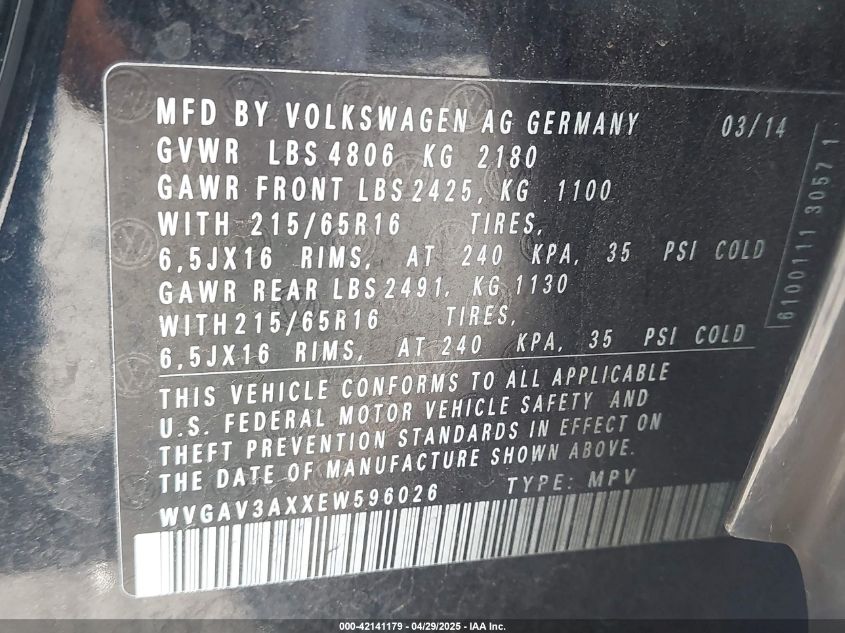 MFD BY VOLKSWAGEN AG GERMANY 03/14
GVWR LBS 4806 KG 2180
GAWR FRONT LBS 2425, KG 1100
WITH 215/65R16 TIRES,
6,5JX16 RIMS, AT 240 KPA, 35 PSI COLD
GAWR REAR LBS 2491, KG 1130
WITH 215/65R16 TIRES,
6,5JX16 RIMS, AT 240 KPA, 35 PSI COLD
THIS VEHICLE CONFORMS TO ALL APPLICABLE
U.S. FEDERAL MOTOR VEHICLE SAFETY AND
THEFT PREVENTION STANDARDS IN EFFECT ON
THE DATE OF MANUFACTURE SHOWN ABOVE.
WVGAV3AXXEW596026 TYPE: MPV
6100111 3057 1
000-42141179 - 04/29/2025 - IAA Inc.